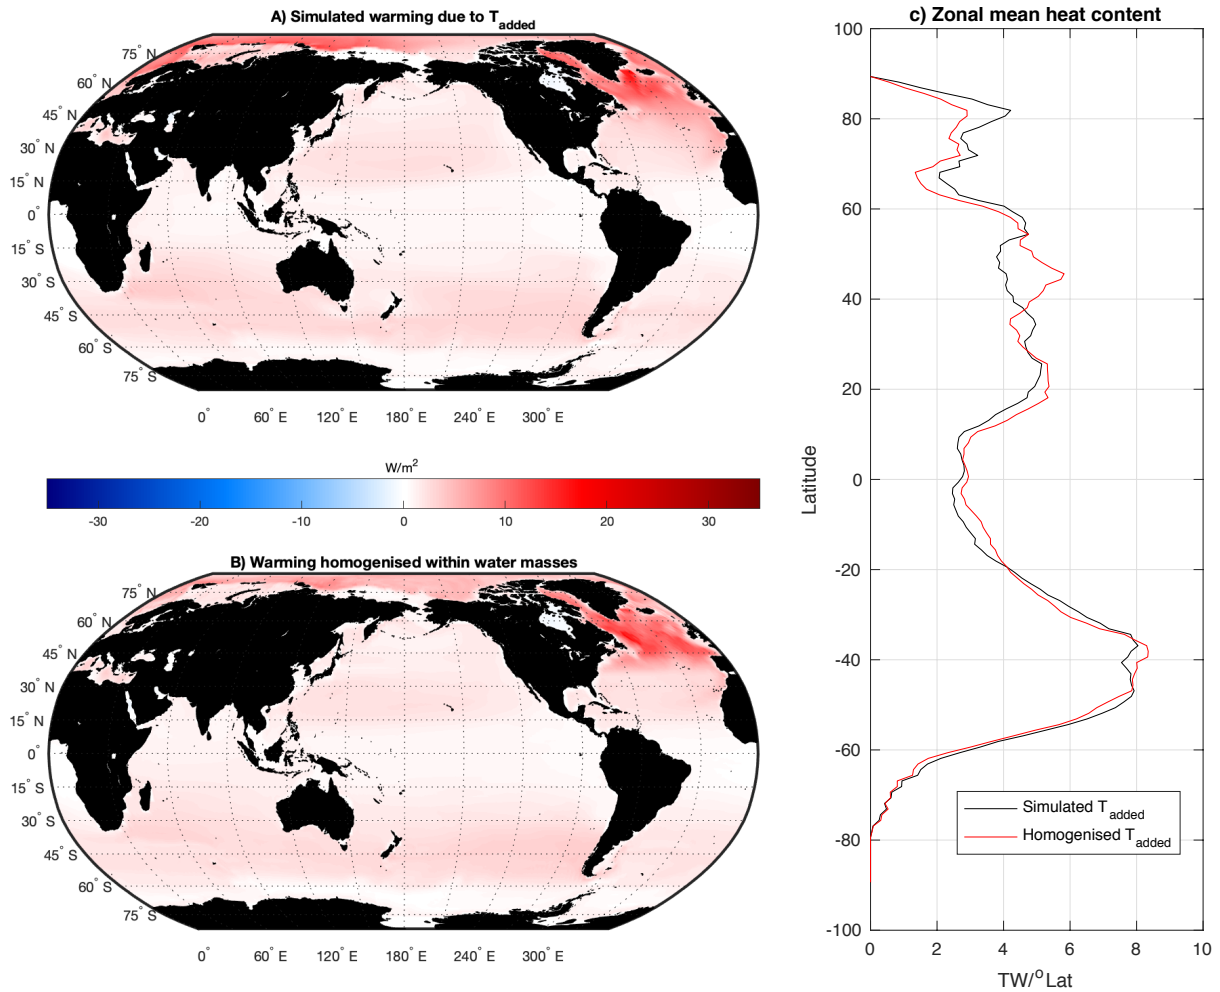 A) Simulated warming due to T_added
75° N
60° N
45° N
30° N
15° N
0°
15° S
30° S
45° S
60° S
75° S
0° 60° E 120° E 180° E 240° E 300° E
W/m²
-30 -20 -10 0 10 20 30
B) Warming homogenised within water masses
75° N
60° N
45° N
30° N
15° N
0°
15° S
30° S
45° S
60° S
75° S
0° 60° E 120° E 180° E 240° E 300° E
c) Zonal mean heat content
100
80
60
40
20
0
-20
-40
-60
-80
-100
Latitude
Simulated T_added
Homogenised T_added
0 2 4 6 8 10
TW/°Lat